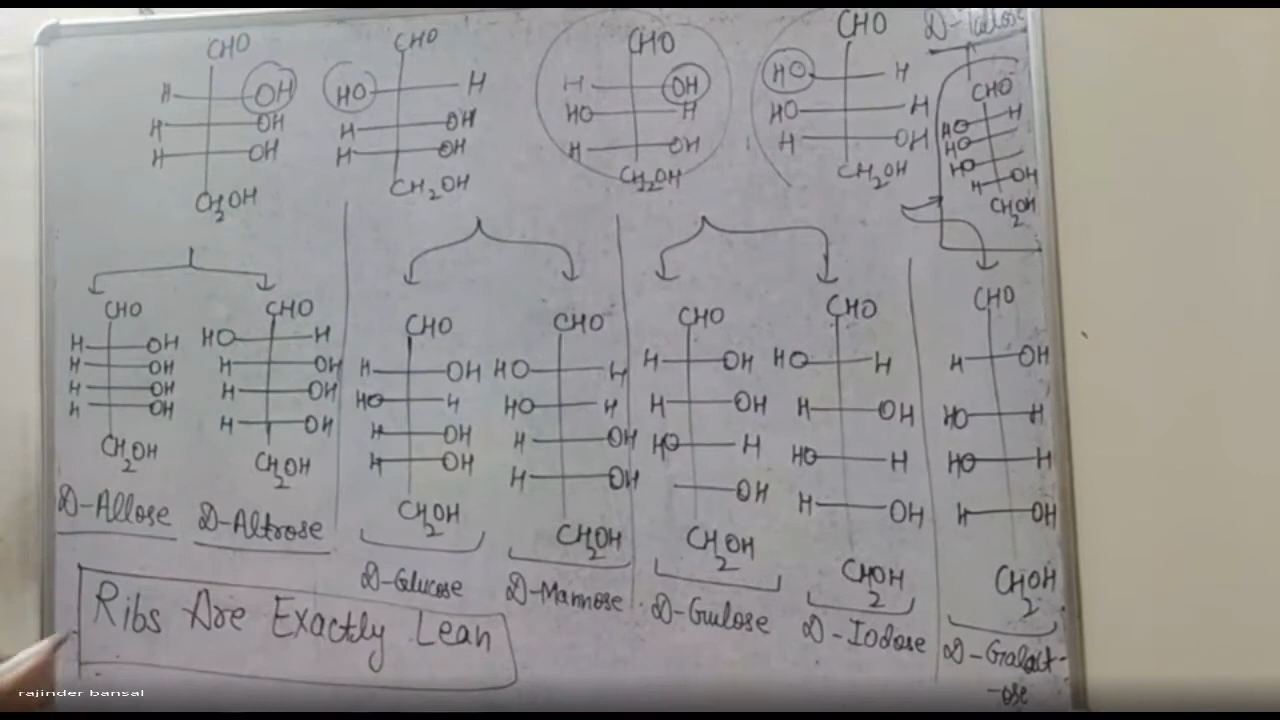 CHO
H OH
H OH
H OH
CH2OH
CHO
HO H
H OH
H OH
CH2OH
CHO
H OH
HO H
H OH
CH2OH
CHO
HO H
HO H
H OH
CH2OH
CHO
HO H
HO
HO
H OH
CH2OH
CHO
H OH
H OH
H OH
H OH
CH2OH
D-Allose
CHO
HO H
H OH
H OH
H OH
CH2OH
D-Altrose
CHO
H OH
HO H
H OH
H OH
CH2OH
D-Glucose
CHO
HO H
HO H
H OH
H OH
CH2OH
D-Mannose
CHO
H OH
H OH
HO H
OH
CH2OH
D-Gulose
CHO
HO H
H OH
HO H
H OH
CH2OH
D-Iodose
CHO
H OH
HO H
HO H
H OH
CH2OH
D-Galact-
-ose
Ribs Are Exactly Lean
rajinder bansal